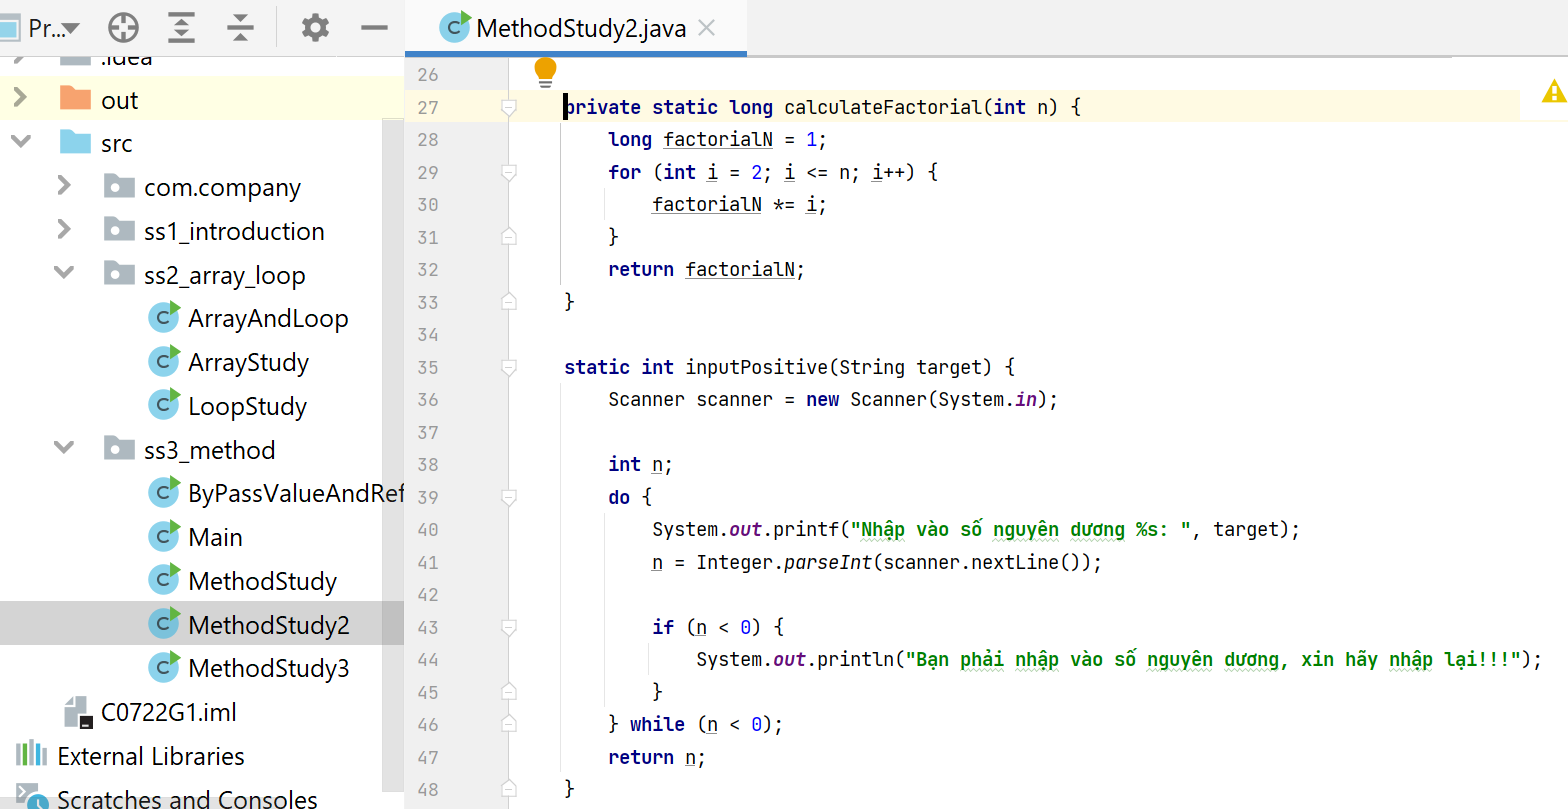 Pr...
.idea
out
src
com.company
ss1_introduction
ss2_array_loop
ArrayAndLoop
ArrayStudy
LoopStudy
ss3_method
ByPassValueAndRef
Main
MethodStudy
MethodStudy2
MethodStudy3
C0722G1.iml
External Libraries
Scratches and Consoles
MethodStudy2.java
26
27 private static long calculateFactorial(int n) {
28 long factorialN = 1;
29 for (int i = 2; i <= n; i++) {
30 factorialN *= i;
31 }
32 return factorialN;
33 }
34
35 static int inputPositive(String target) {
36 Scanner scanner = new Scanner(System.in);
37
38 int n;
39 do {
40 System.out.printf("Nhập vào số nguyên dương %s: ", target);
41 n = Integer.parseInt(scanner.nextLine());
42
43 if (n < 0) {
44 System.out.println("Bạn phải nhập vào số nguyên dương, xin hãy nhập lại!!!");
45 }
46 } while (n < 0);
47 return n;
48 }